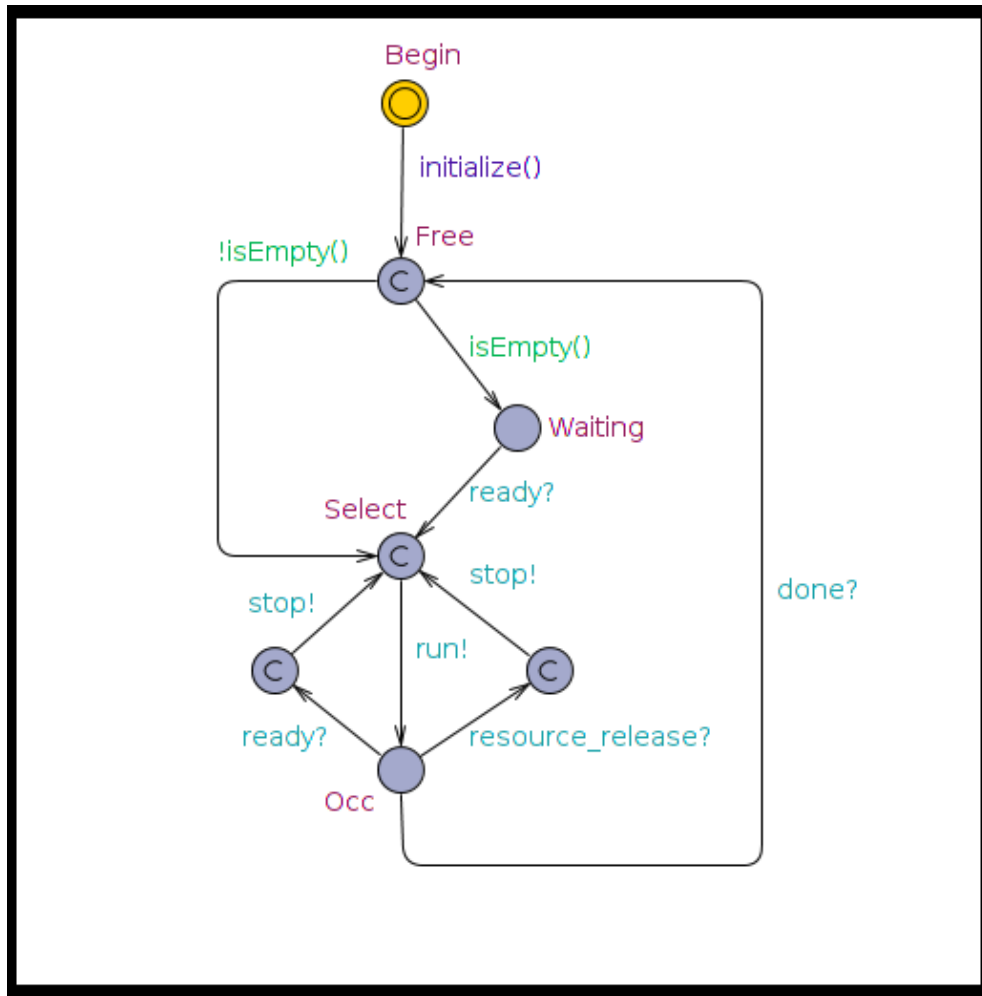 Begin
initialize()
Free
!isEmpty()
C
isEmpty()
Waiting
ready?
Select
C
stop!
stop!
done?
run!
C
C
ready?
resource_release?
Occ